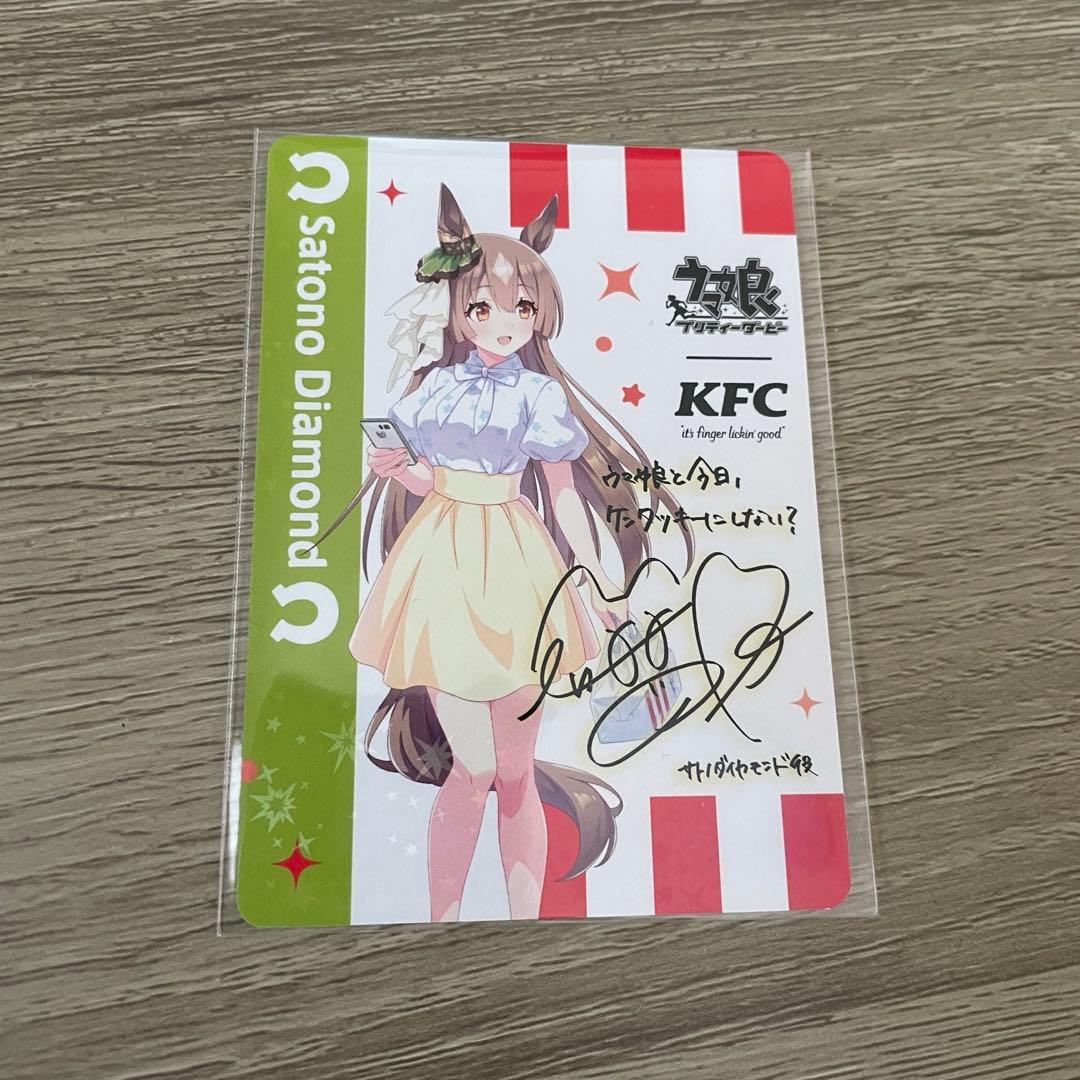 Satono Diamond
ウマ娘
プリティーダービー
KFC
"it's finger lickin' good"
ウマ娘と今日、
ケンタッキーにしない?
サトノダイヤモンド役